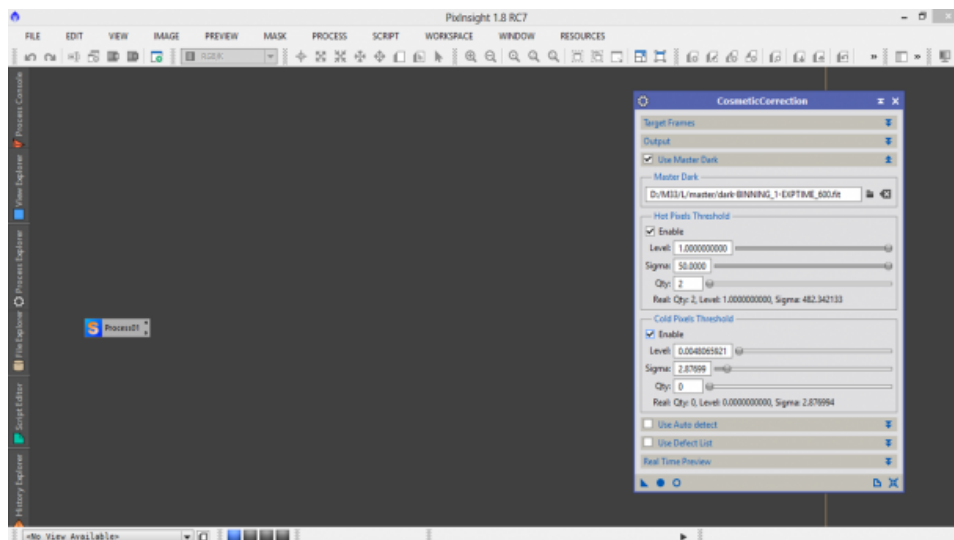 PixInsight 1.8 RC7
FILE EDIT VIEW IMAGE PREVIEW MASK PROCESS SCRIPT WORKSPACE WINDOW RESOURCES
RGB/K
Process Console
View Explorer
Process Explorer
File Explorer
Script Editor
History Explorer
Process01
CosmeticCorrection
Target Frames
Output
Use Master Dark
Master Dark
D:/M33/L/master/dark-BINNING_1-EXPTIME_600.fit
Hot Pixels Threshold
Enable
Level: 1.0000000000
Sigma: 50.0000
Qty: 2
Real: Qty: 2, Level: 1.0000000000, Sigma: 482.342133
Cold Pixels Threshold
Enable
Level: 0.0048065921
Sigma: 2.87699
Qty: 0
Real: Qty: 0, Level: 0.0000000000, Sigma: 2.876994
Use Auto detect
Use Defect List
Real Time Preview
<No View Available>